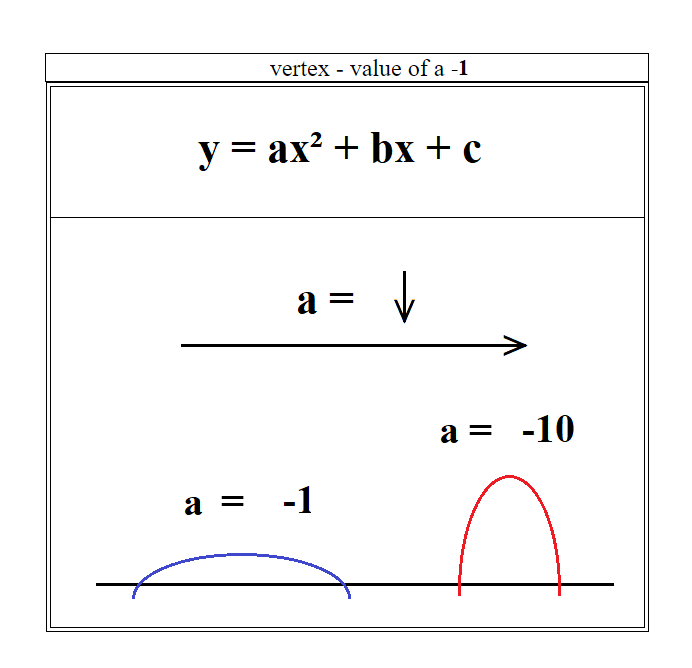 vertex - value of a -1
y = ax² + bx + c
a = ↓
a = -10
a = -1